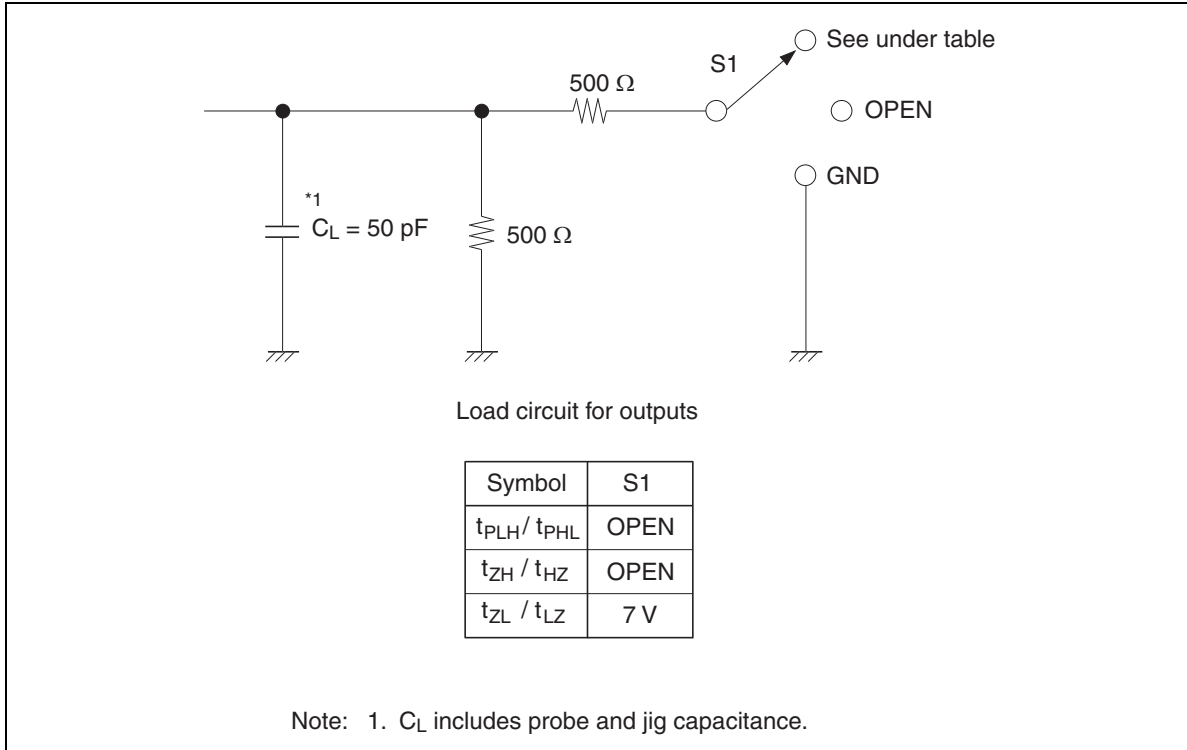 See under table
S1
500 Ω
OPEN
GND
*1
C_L = 50 pF
500 Ω
Load circuit for outputs
Symbol S1
t_PLH / t_PHL OPEN
t_ZH / t_HZ OPEN
t_ZL / t_LZ 7 V
Note: 1. C_L includes probe and jig capacitance.